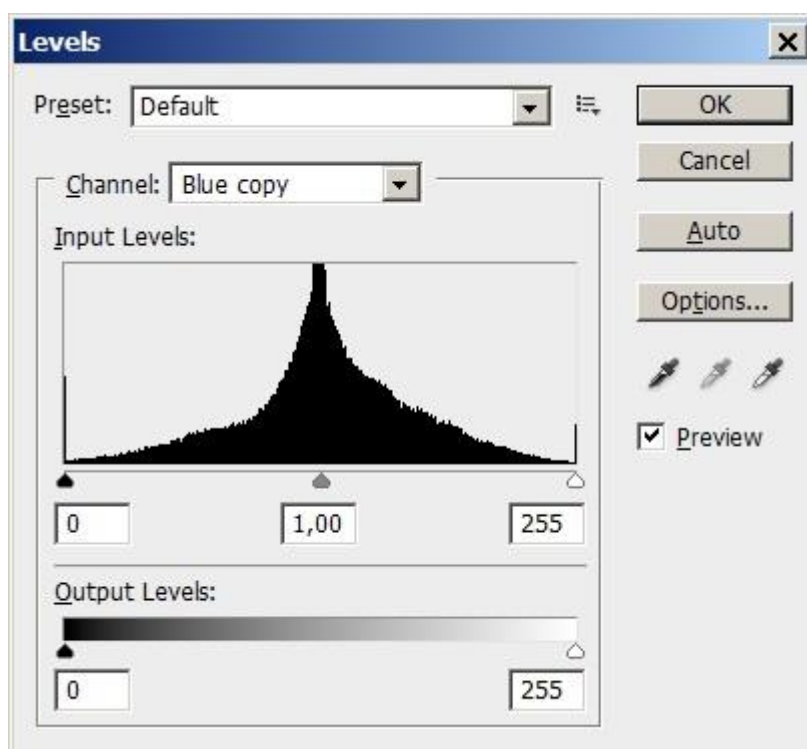 Levels
Preset: Default
OK
Cancel
Channel: Blue copy
Auto
Input Levels:
Options...
Preview
0 1,00 255
Output Levels:
0 255